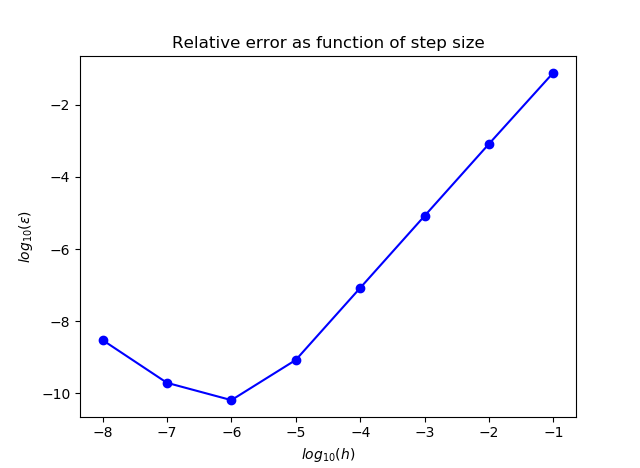 Relative error as function of step size
−2
−4
−6
−8
−10
log₁₀(ε)
−8 −7 −6 −5 −4 −3 −2 −1
log₁₀(h)